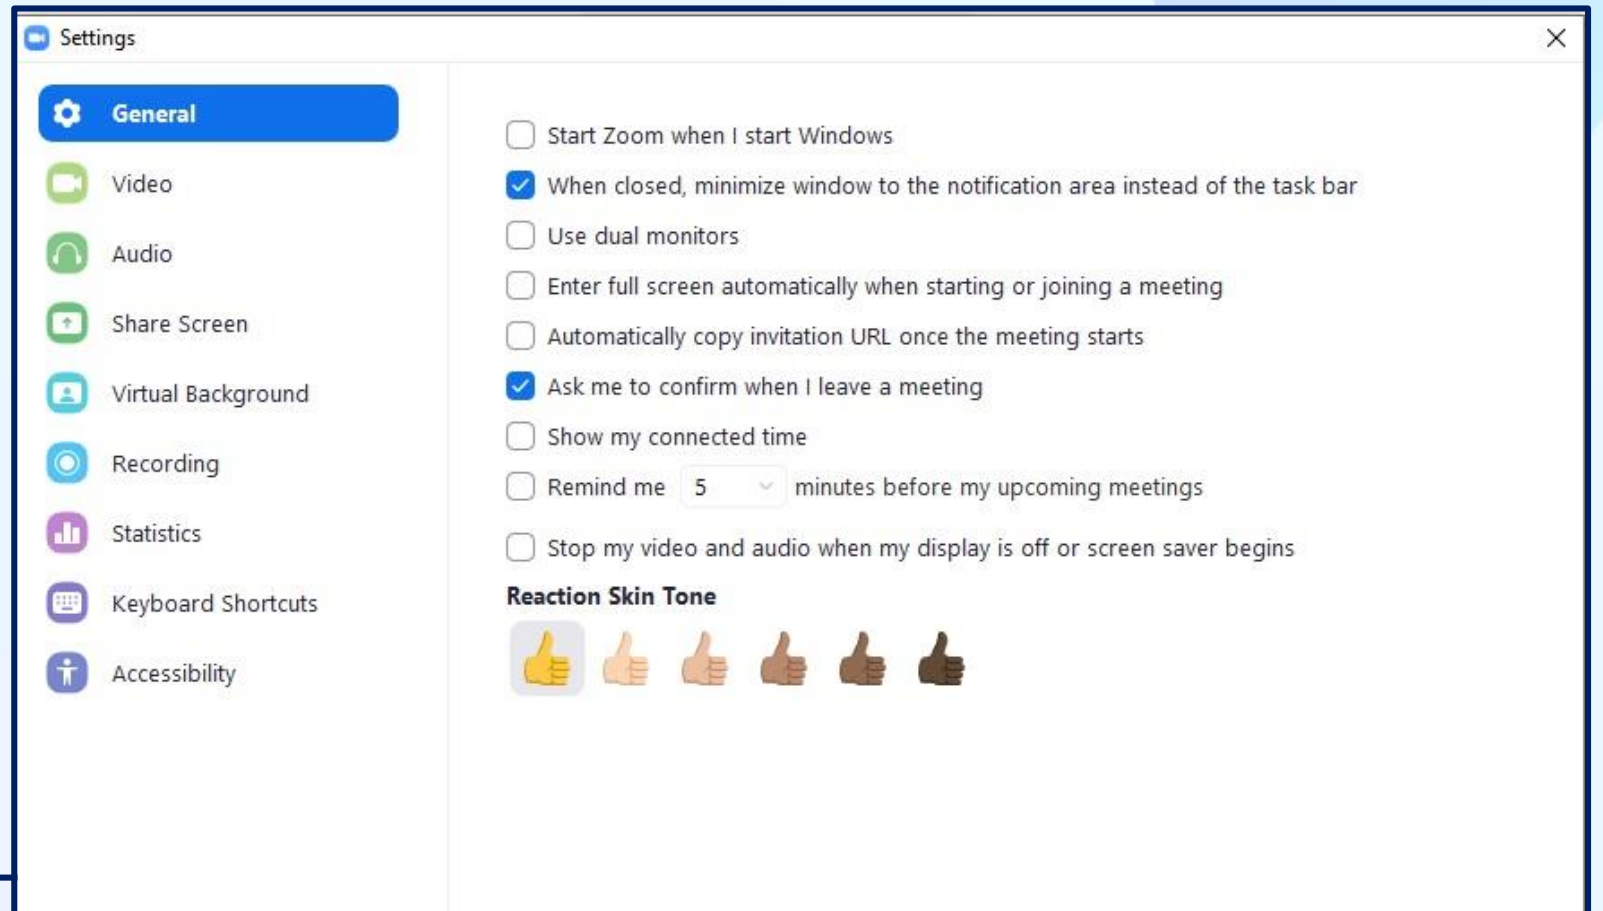 Settings
General
Video
Audio
Share Screen
Virtual Background
Recording
Statistics
Keyboard Shortcuts
Accessibility
Start Zoom when I start Windows
When closed, minimize window to the notification area instead of the task bar
Use dual monitors
Enter full screen automatically when starting or joining a meeting
Automatically copy invitation URL once the meeting starts
Ask me to confirm when I leave a meeting
Show my connected time
Remind me 5 minutes before my upcoming meetings
Stop my video and audio when my display is off or screen saver begins
Reaction Skin Tone